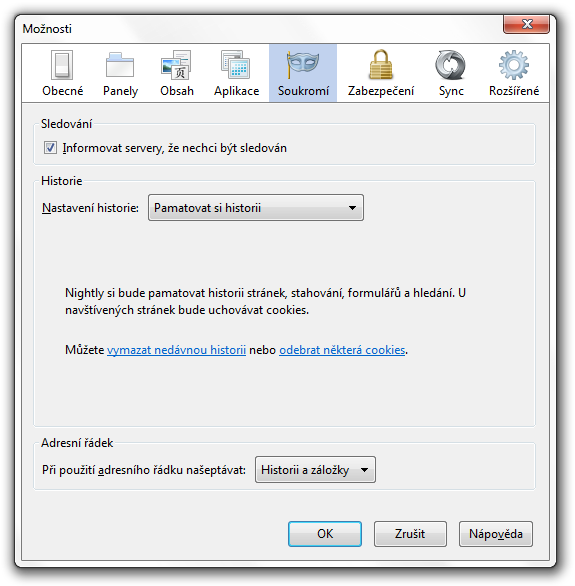 Možnosti
Obecné Panely Obsah Aplikace Soukromí Zabezpečení Sync Rozšířené
Sledování
Informovat servery, že nechci být sledován
Historie
Nastavení historie: Pamatovat si historii
Nightly si bude pamatovat historii stránek, stahování, formulářů a hledání. U
navštívených stránek bude uchovávat cookies.
Můžete vymazat nedávnou historii nebo odebrat některá cookies.
Adresní řádek
Při použití adresního řádku našeptávat: Historii a záložky
OK Zrušit Nápověda